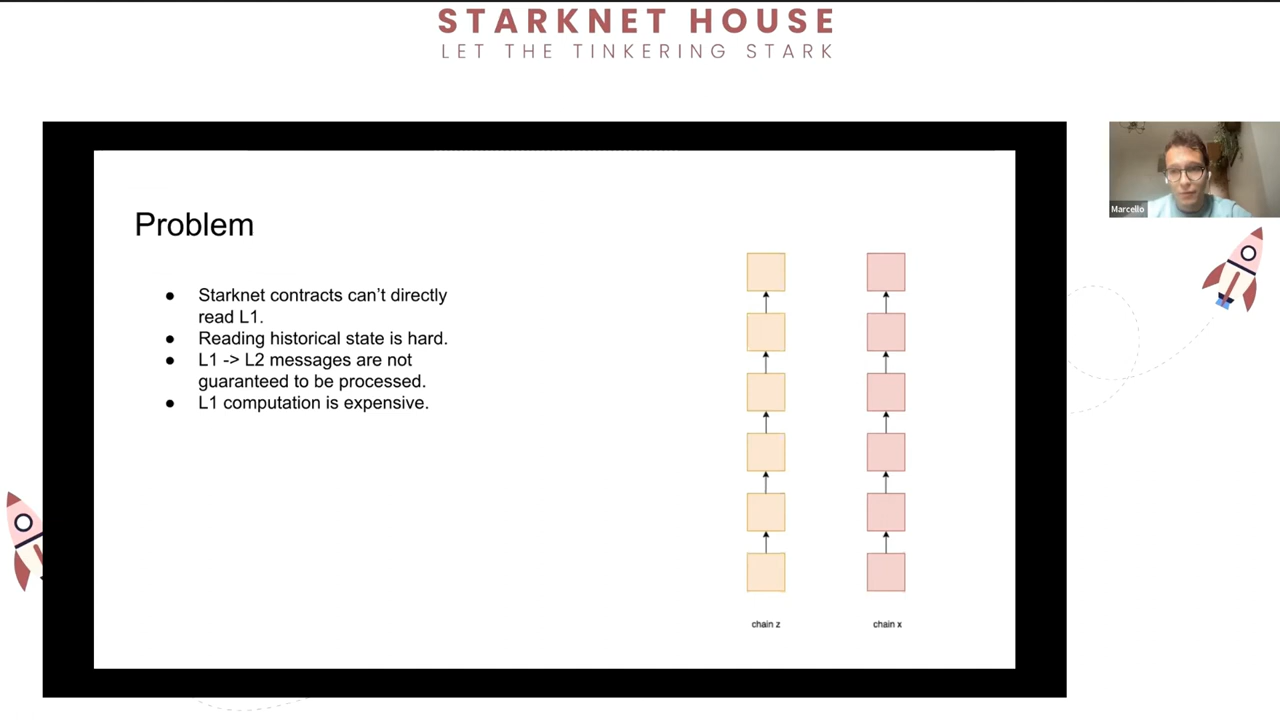 STARKNET HOUSE
LET THE TINKERING STARK
Marcello
Problem
● Starknet contracts can’t directly
read L1.
● Reading historical state is hard.
● L1 -> L2 messages are not
guaranteed to be processed.
● L1 computation is expensive.
chain z
chain x